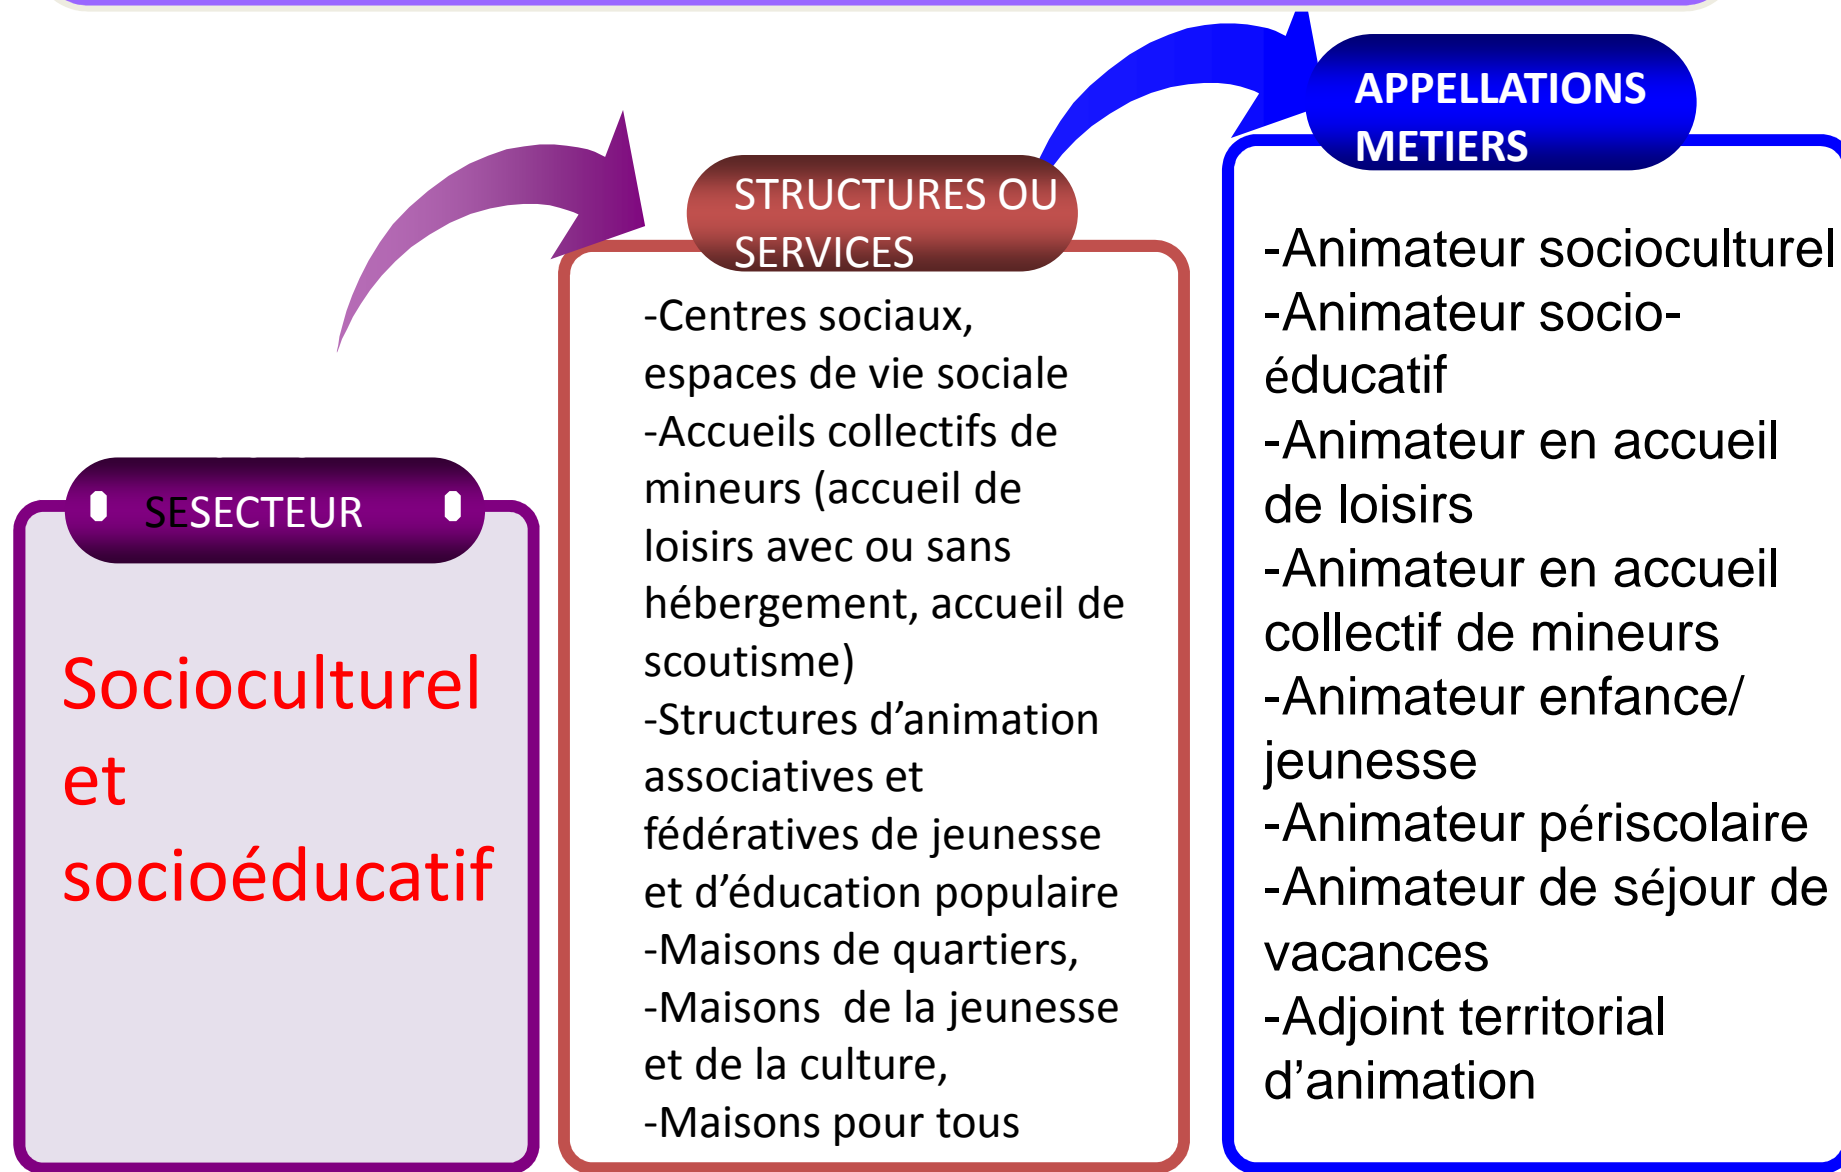 SESECTEUR
Socioculturel
et
socioéducatif
STRUCTURES OU
SERVICES
-Centres sociaux,
espaces de vie sociale
-Accueils collectifs de
mineurs (accueil de
loisirs avec ou sans
hébergement, accueil de
scoutisme)
-Structures d’animation
associatives et
fédératives de jeunesse
et d’éducation populaire
-Maisons de quartiers,
-Maisons  de la jeunesse
et de la culture,
-Maisons pour tous
APPELLATIONS
METIERS
-Animateur socioculturel
-Animateur socio-
éducatif
-Animateur en accueil
de loisirs
-Animateur en accueil
collectif de mineurs
-Animateur enfance/
jeunesse
-Animateur périscolaire
-Animateur de séjour de
vacances
-Adjoint territorial
d’animation